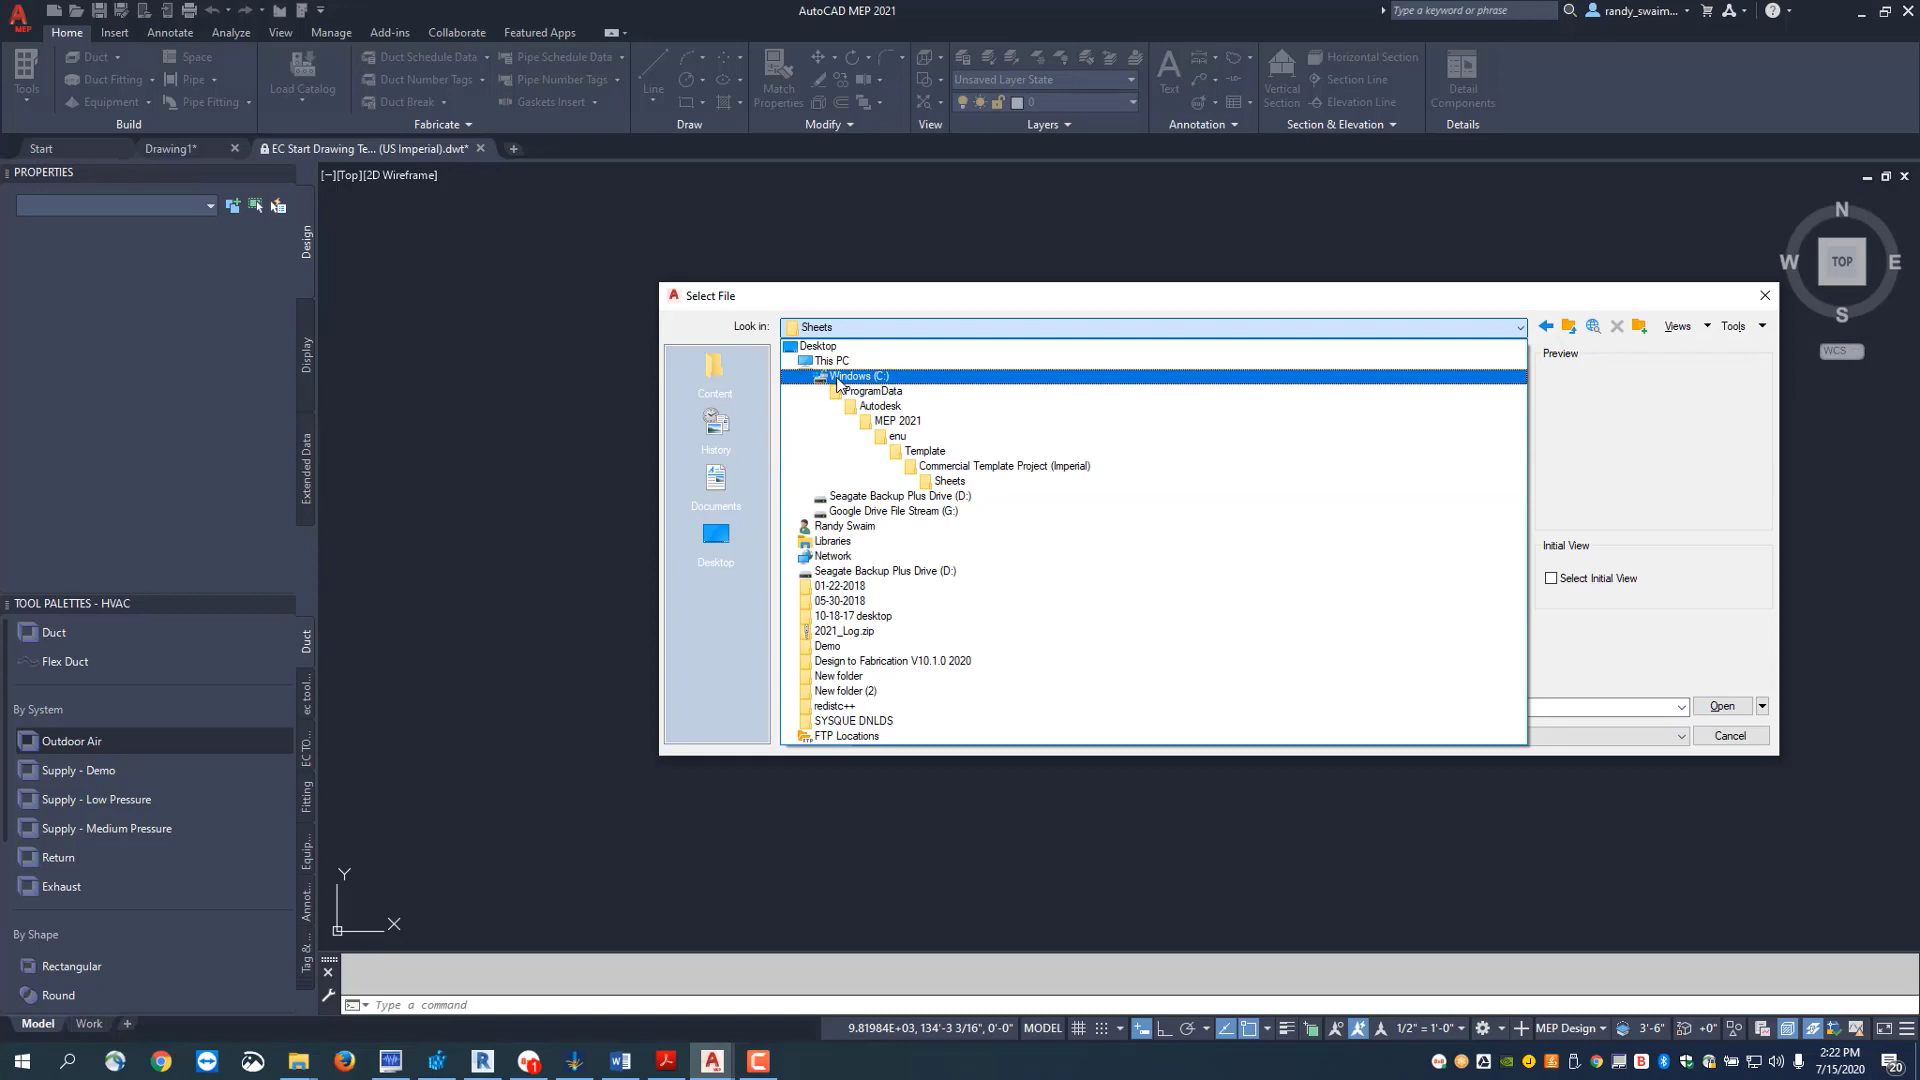 AutoCAD MEP 2021
Type a keyword or phrase
randy_swaim...
MEP
Home Insert Annotate Analyze View Manage Add-ins Collaborate Featured Apps
Tools
Duct
Duct Fitting
Equipment
Space
Pipe
Pipe Fitting
Build
Load Catalog
Duct Schedule Data
Duct Number Tags
Duct Break
Pipe Schedule Data
Pipe Number Tags
Gaskets Insert
Fabricate
Line
Draw
Match Properties
Modify
View
Unsaved Layer State
0
Layers
Text
Annotation
Vertical Section
Horizontal Section
Section Line
Elevation Line
Section & Elevation
Detail Components
Details
Start
Drawing1*
EC Start Drawing Te... (US Imperial).dwt*
PROPERTIES
Design
Display
Extended Data
[−][Top][2D Wireframe]
N
W TOP E
S
WCS
Select File
Look in: Sheets
Views Tools
Content
History
Documents
Desktop
Desktop
This PC
Windows (C:)
ProgramData
Autodesk
MEP 2021
enu
Template
Commercial Template Project (Imperial)
Sheets
Seagate Backup Plus Drive (D:)
Google Drive File Stream (G:)
Randy Swaim
Libraries
Network
Seagate Backup Plus Drive (D:)
01-22-2018
05-30-2018
10-18-17 desktop
2021_Log.zip
Demo
Design to Fabrication V10.1.0 2020
New folder
New folder (2)
redistc++
SYSQUE DNLDS
FTP Locations
Preview
Initial View
Select Initial View
Open
Cancel
TOOL PALETTES - HVAC
Duct
Flex Duct
By System
Outdoor Air
Supply - Demo
Supply - Low Pressure
Supply - Medium Pressure
Return
Exhaust
By Shape
Rectangular
Round
Duct
ec tool...
EC TO...
Fitting
Equip...
Annot...
Tag & ...
Y
X
Type a command
Model Work
9.81984E+03, 134'-3 3/16", 0'-0" MODEL
1/2" = 1'-0"
MEP Design
3'-6"
+0"
2:22 PM
7/15/2020
20